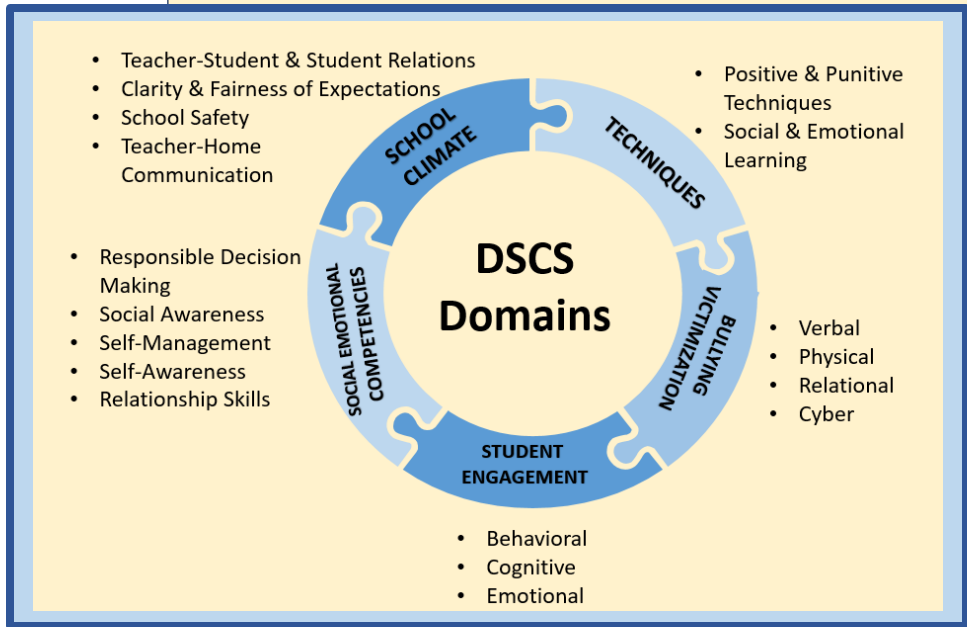 • Teacher-Student & Student Relations
• Clarity & Fairness of Expectations
• School Safety
• Teacher-Home
Communication
SCHOOL
CLIMATE
TECHNIQUES
• Positive & Punitive
Techniques
• Social & Emotional
Learning
DSCS
Domains
• Responsible Decision
Making
• Social Awareness
• Self-Management
• Self-Awareness
• Relationship Skills
SOCIAL EMOTIONAL
COMPETENCIES
BULLYING
VICTIMIZATION
• Verbal
• Physical
• Relational
• Cyber
STUDENT
ENGAGEMENT
• Behavioral
• Cognitive
• Emotional